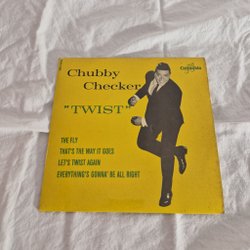 Columbia
Chubby
Checker
"TWIST"
THE FLY
THAT'S THE WAY IT GOES
LET'S TWIST AGAIN
EVERYTHING'S GONNA' BE ALL RIGHT